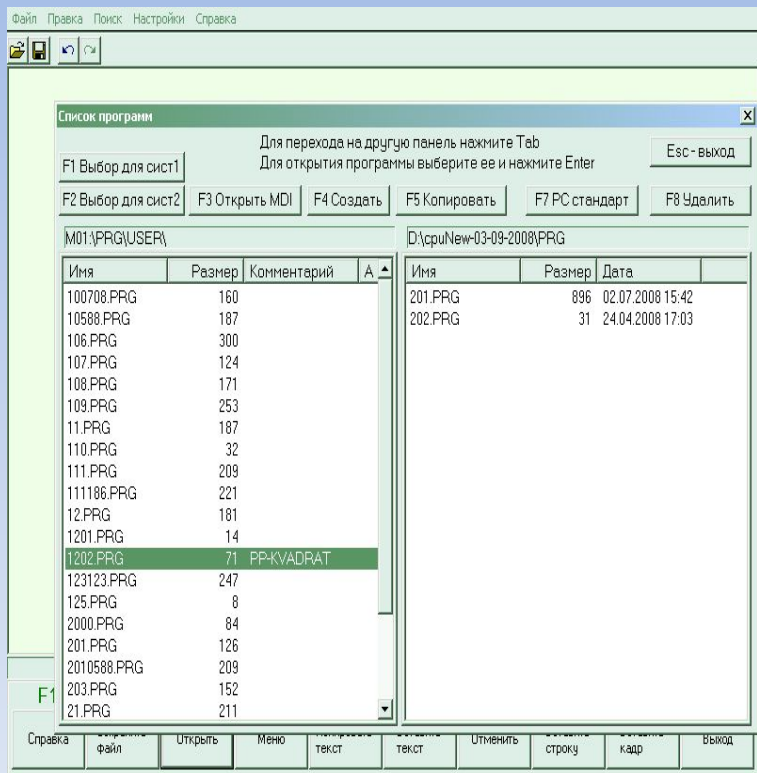 Файл Правка Поиск Настройки Справка
Список программ
Для перехода на другую панель нажмите Tab
Для открытия программы выберите ее и нажмите Enter
Esc - выход
F1 Выбор для сист1
F2 Выбор для сист2 F3 Открыть MDI F4 Создать F5 Копировать F7 PC стандарт F8 Удалить
M01:\PRG\USER\ D:\cpuNew-03-09-2008\PRG
Имя Размер Комментарий А Имя Размер Дата
100708.PRG 160 201.PRG 896 02.07.2008 15:42
10588.PRG 187 202.PRG 31 24.04.2008 17:03
106.PRG 300
107.PRG 124
108.PRG 171
109.PRG 253
11.PRG 187
110.PRG 32
111.PRG 209
111186.PRG 221
12.PRG 181
1201.PRG 14
1202.PRG 71 PP-KVADRAT
123123.PRG 247
125.PRG 8
2000.PRG 84
201.PRG 126
2010588.PRG 209
203.PRG 152
21.PRG 211
F1
Справка файл Открыть Меню текст текст Отменить строку кадр Выход